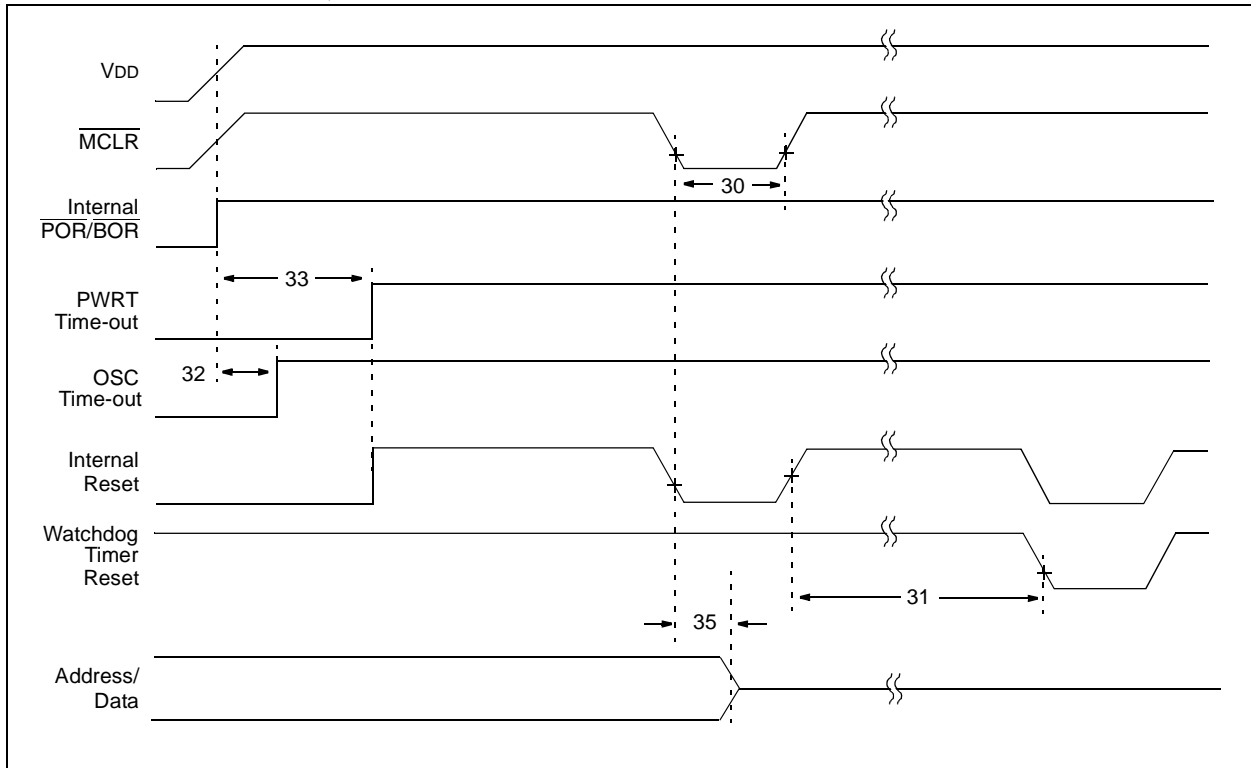 VDD
MCLR
Internal
POR/BOR
30
33
PWRT
Time-out
32
OSC
Time-out
Internal
Reset
Watchdog
Timer
Reset
31
35
Address/
Data